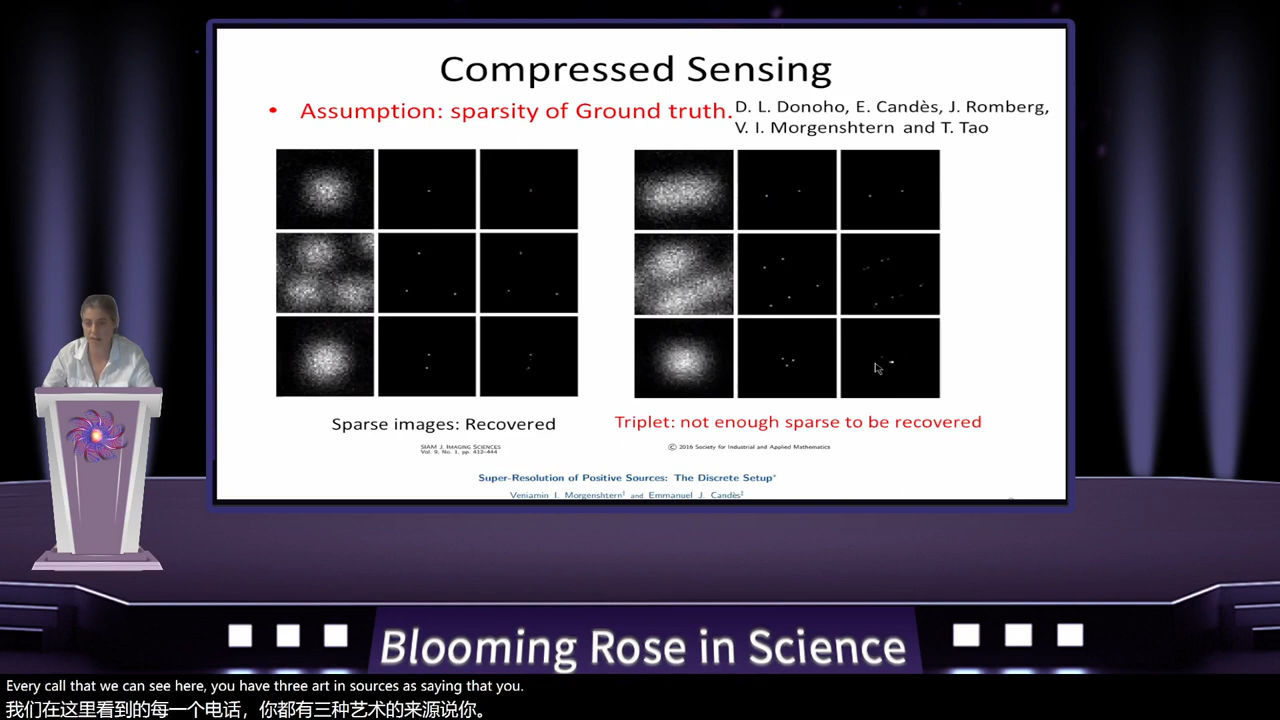 Compressed Sensing
• Assumption: sparsity of Ground truth.
D. L. Donoho, E. Candès, J. Romberg,
V. I. Morgenshtern and T. Tao
Sparse images: Recovered
Triplet: not enough sparse to be recovered
SIAM J. IMAGING SCIENCES
Vol. 9, No. 1, pp. 412–444
© 2016 Society for Industrial and Applied Mathematics
Super-Resolution of Positive Sources: The Discrete Setup*
Veniamin I. Morgenshtern† and Emmanuel J. Candès‡
Blooming Rose in Science
Every call that we can see here, you have three art in sources as saying that you.
我们在这里看到的每一个电话，你都有三种艺术的来源说你。